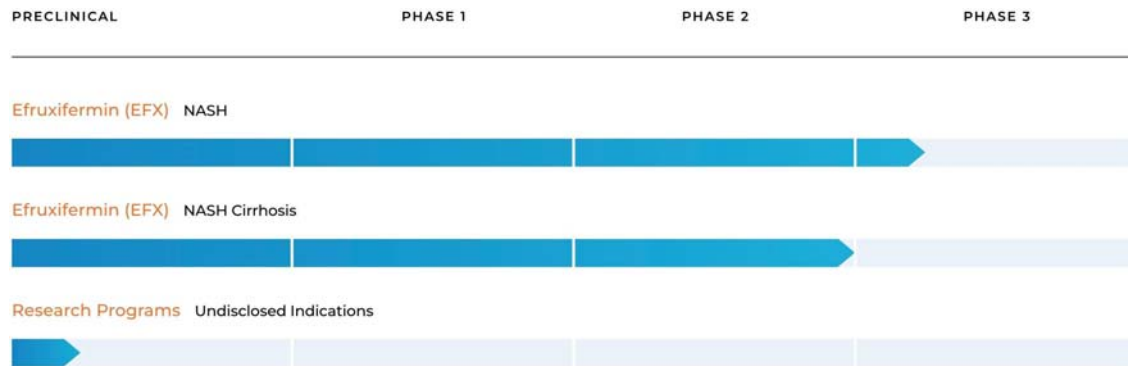 PRECLINICAL PHASE 1 PHASE 2 PHASE 3
Efruxifermin (EFX) NASH
Efruxifermin (EFX) NASH Cirrhosis
Research Programs Undisclosed Indications